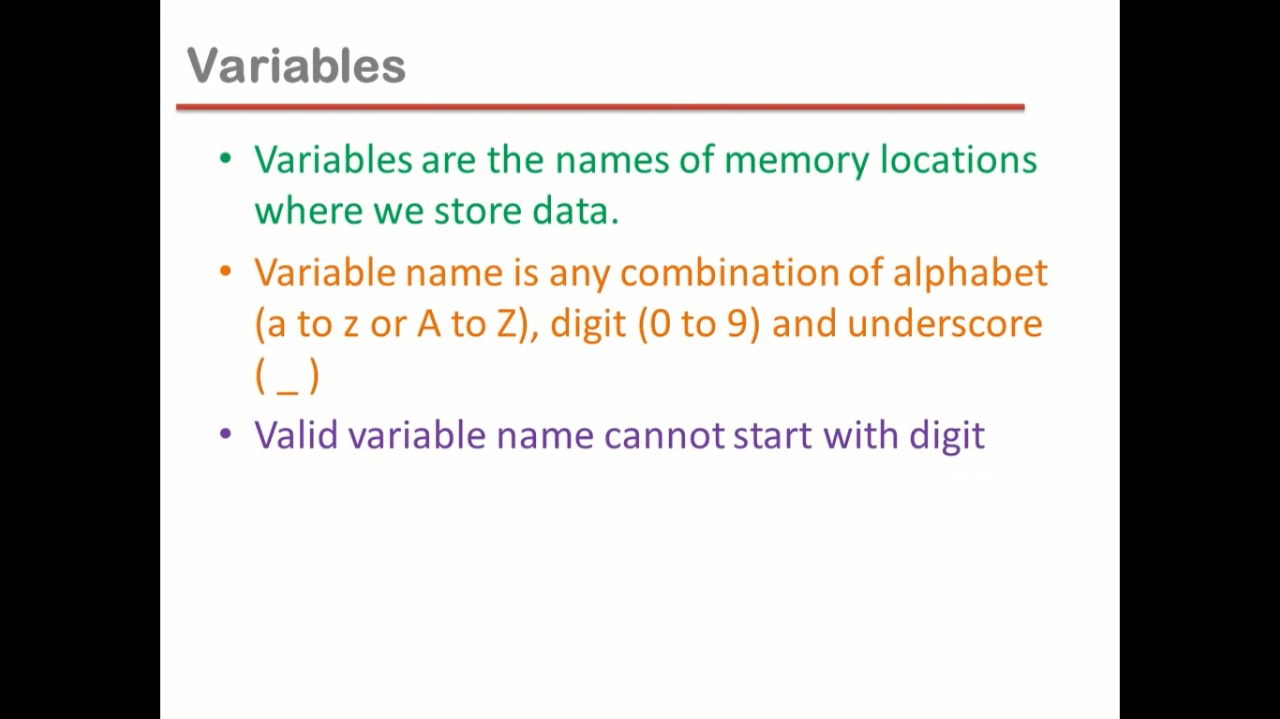 Variables
• Variables are the names of memory locations
where we store data.
• Variable name is any combination of alphabet
(a to z or A to Z), digit (0 to 9) and underscore
( _ )
• Valid variable name cannot start with digit